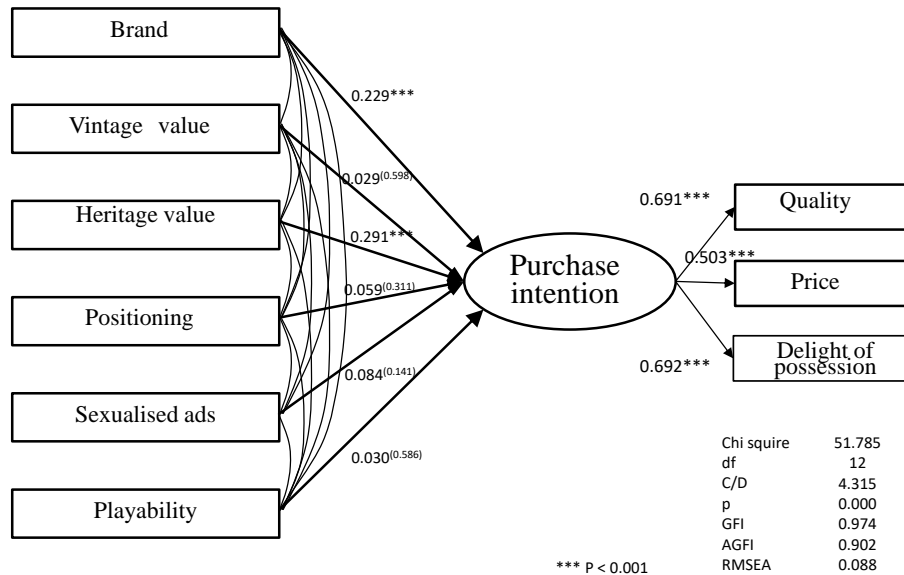 Brand
0.229***
Vintage value
0.029(0.598)
Heritage value
0.291***
0.691***
Quality
Purchase
intention
0.503***
Price
Positioning
0.059(0.311)
Delight of
possession
0.692***
0.084(0.141)
Sexualised ads
0.030(0.586)
Playability
Chi squire 51.785
df 12
C/D 4.315
p 0.000
GFI 0.974
AGFI 0.902
RMSEA 0.088
*** P < 0.001